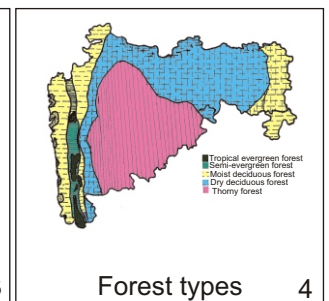 Tropical evergreen forest
Semi-evergreen forest
Moist deciduous forest
Dry deciduous forest
Thorny forest
Forest types 4